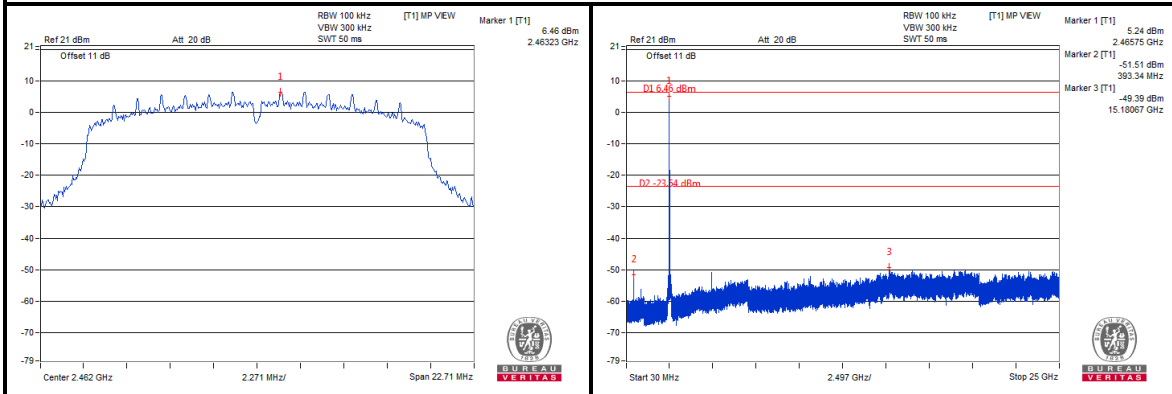 RBW 100 kHz [T1] MP VIEW
VBW 300 kHz
Ref 21 dBm Att 20 dB SWT 50 ms
Marker 1 [T1]
6.46 dBm
2.46323 GHz
21
Offset 11 dB
10
0
-10
-20
-30
-40
-50
-60
-70
-79
1
Center 2.462 GHz 2.271 MHz/ Span 22.71 MHz
BUREAU VERITAS
1828
BUREAU
VERITAS
RBW 100 kHz [T1] MP VIEW
VBW 300 kHz
Ref 21 dBm Att 20 dB SWT 50 ms
Marker 1 [T1]
5.24 dBm
2.46575 GHz
Marker 2 [T1]
-51.51 dBm
393.34 MHz
Marker 3 [T1]
-49.39 dBm
15.18067 GHz
21
Offset 11 dB
10
0
-10
-20
-30
-40
-50
-60
-70
-79
1
D1 6.46 dBm
D2 -23.54 dBm
2
3
Start 30 MHz 2.497 GHz/ Stop 25 GHz
BUREAU VERITAS
1828
BUREAU
VERITAS